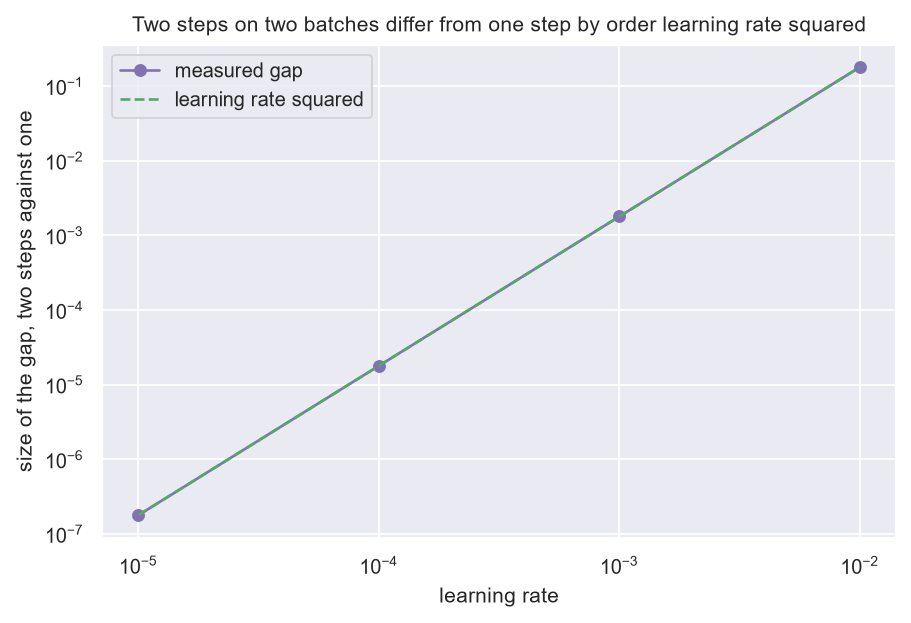 Two steps on two batches differ from one step by order learning rate squared
measured gap
learning rate squared
size of the gap, two steps against one
10⁻¹
10⁻²
10⁻³
10⁻⁴
10⁻⁵
10⁻⁶
10⁻⁷
10⁻⁵
10⁻⁴
10⁻³
10⁻²
learning rate